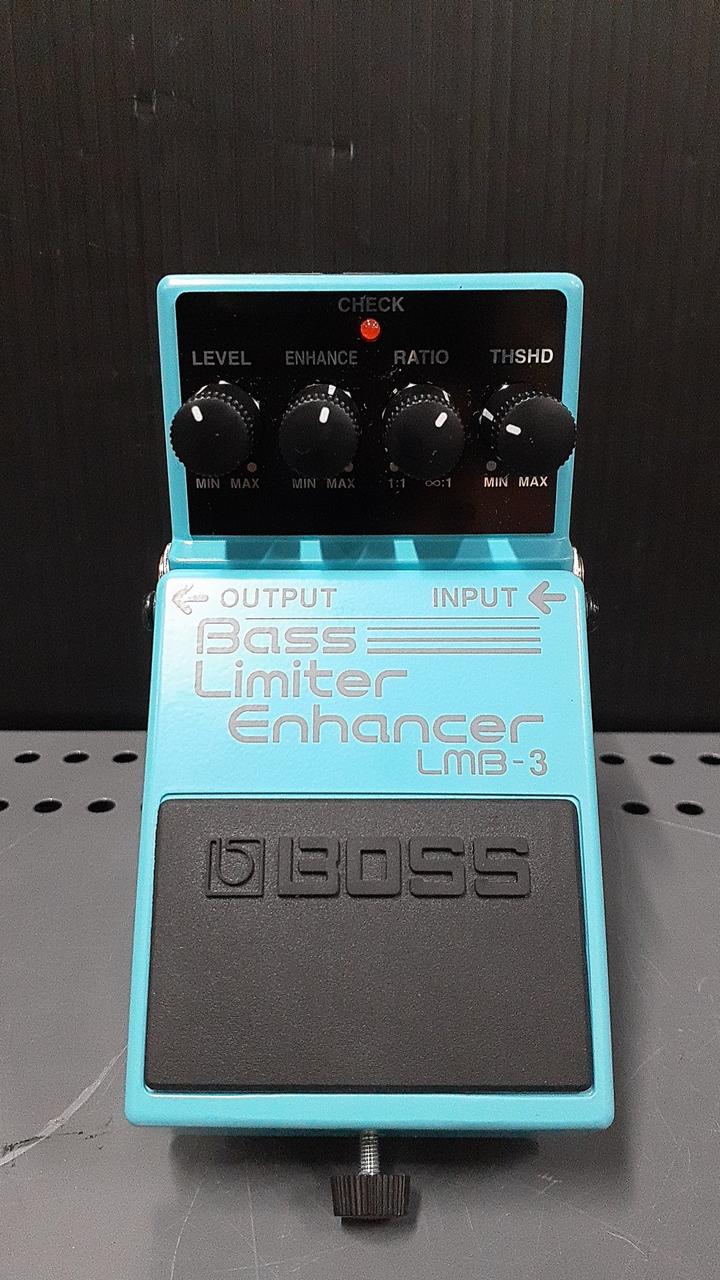 CHECK
LEVEL ENHANCE RATIO THSHD
MIN MAX MIN MAX 1:1 ∞:1 MIN MAX
← OUTPUT INPUT ←
Bass
Limiter
Enhancer
LMB-3
BOSS